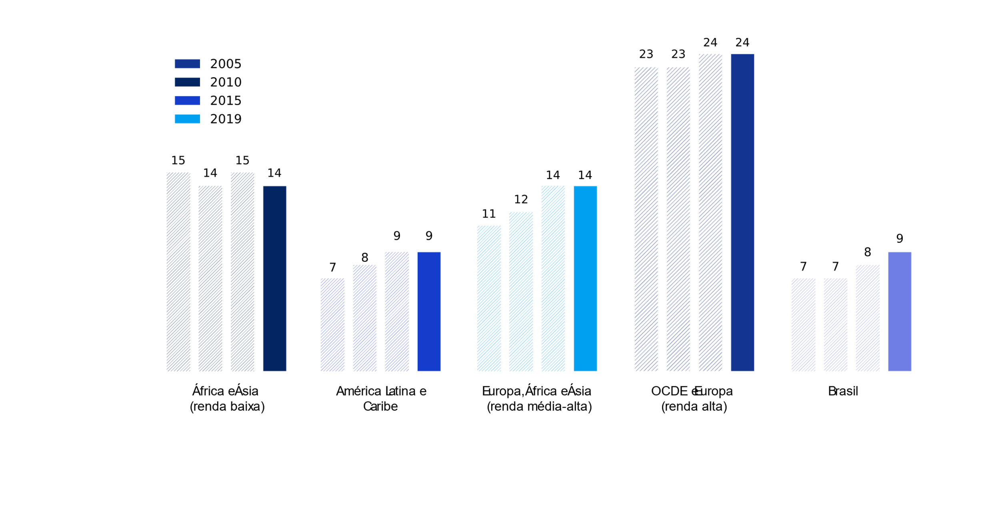 2005
2010
2015
2019
15 14 15 14
7 8 9 9
11 12 14 14
23 23 24 24
7 7 8 9
África e Ásia
(renda baixa)
América Latina e
Caribe
Europa, África e Ásia
(renda média-alta)
OCDE e Europa
(renda alta)
Brasil